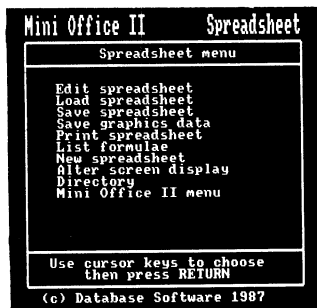 Mini Office II Spreadsheet
Spreadsheet menu
Edit spreadsheet
Load spreadsheet
Save spreadsheet
Save graphics data
Print spreadsheet
List formulae
New spreadsheet
Alter screen display
Directory
Mini Office II menu
Use cursor keys to choose
then press RETURN
(c) Database Software 1987